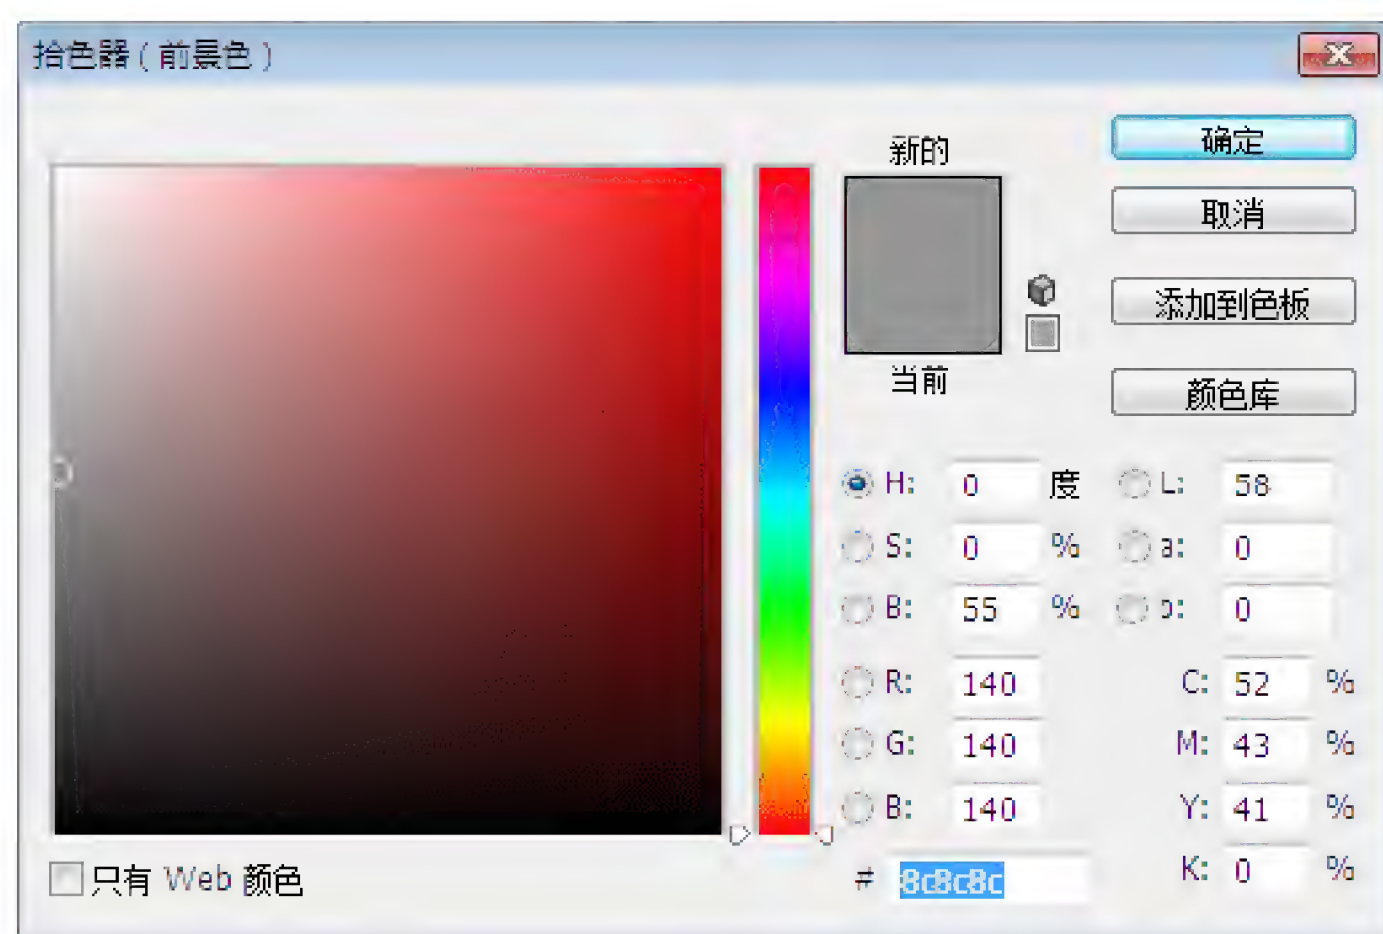 拾色器（前景色）
新的
当前
确定
取消
添加到色板
颜色库
H: 0 度
S: 0 %
B: 55 %
R: 140
G: 140
B: 140
# 8c8c8c
L: 58
a: 0
b: 0
C: 52 %
M: 43 %
Y: 41 %
K: 0 %
只有 Web 颜色